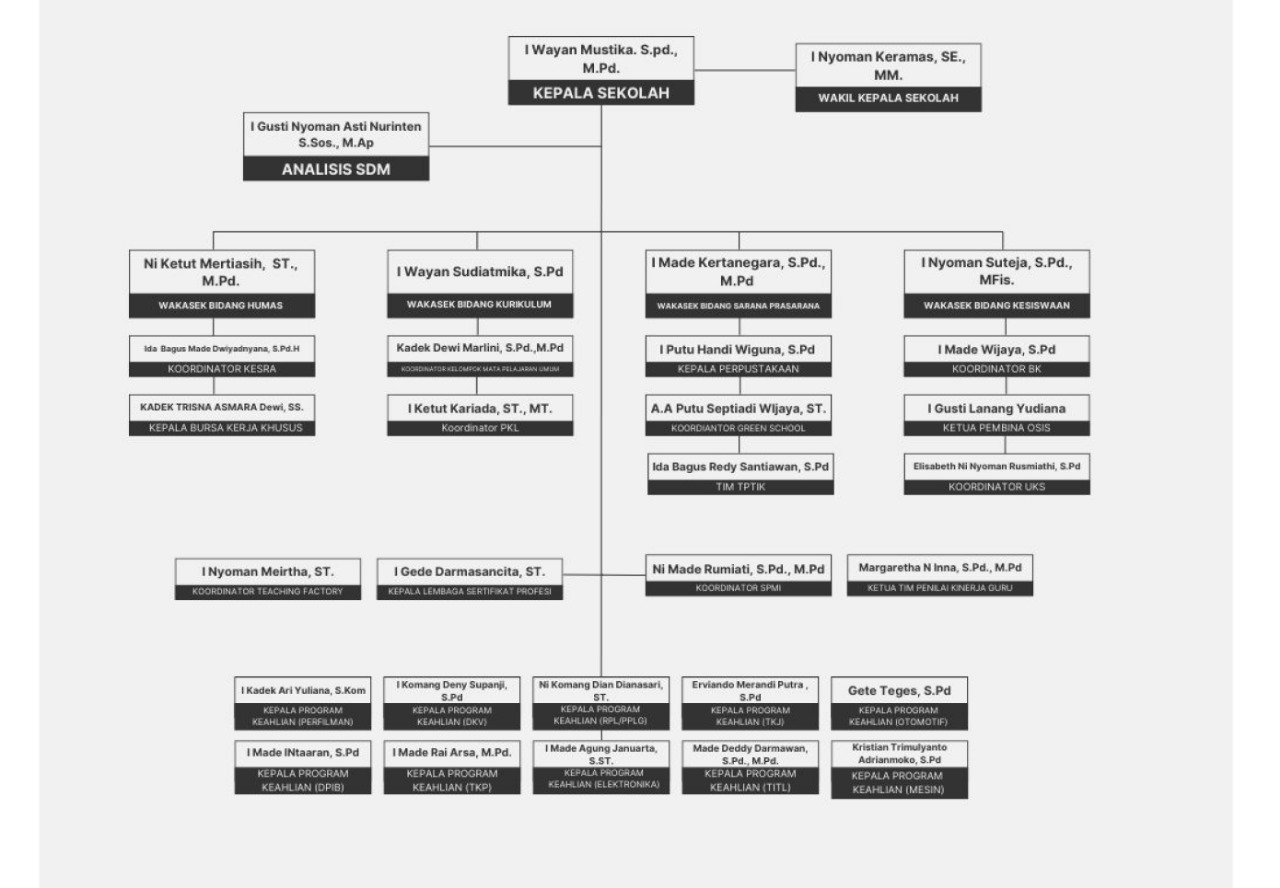 I Wayan Mustika. S.pd.,
M.Pd.
KEPALA SEKOLAH
I Nyoman Keramas, SE.,
MM.
WAKIL KEPALA SEKOLAH
I Gusti Nyoman Asti Nurinten
S.Sos., M.Ap
ANALISIS SDM
Ni Ketut Mertiasih, ST.,
M.Pd.
WAKASEK BIDANG HUMAS
I Wayan Sudiatmika, S.Pd
WAKASEK BIDANG KURIKULUM
I Made Kertanegara, S.Pd.,
M.Pd
WAKASEK BIDANG SARANA PRASARANA
I Nyoman Suteja, S.Pd.,
MFis.
WAKASEK BIDANG KESISWAAN
Ida Bagus Made Dwiyadnyana, S.Pd.H
KOORDINATOR KESRA
Kadek Dewi Marlini, S.Pd.,M.Pd
KOORDINATOR KELOMPOK MATA PELAJARAN UMUM
I Putu Handi Wiguna, S.Pd
KEPALA PERPUSTAKAAN
I Made Wijaya, S.Pd
KOORDINATOR BK
KADEK TRISNA ASMARA Dewi, SS.
KEPALA BURSA KERJA KHUSUS
I Ketut Kariada, ST., MT.
Koordinator PKL
A.A Putu Septiadi WIjaya, ST.
KOORDIANTOR GREEN SCHOOL
I Gusti Lanang Yudiana
KETUA PEMBINA OSIS
Ida Bagus Redy Santiawan, S.Pd
TIM TPTIK
Elisabeth Ni Nyoman Rusmiathi, S.Pd
KOORDINATOR UKS
I Nyoman Meirtha, ST.
KOORDINATOR TEACHING FACTORY
I Gede Darmasancita, ST.
KEPALA LEMBAGA SERTIFIKAT PROFESI
Ni Made Rumiati, S.Pd., M.Pd
KOORDINATOR SPMI
Margaretha N Inna, S.Pd., M.Pd
KETUA TIM PENILAI KINERJA GURU
I Kadek Ari Yuliana, S.Kom
KEPALA PROGRAM
KEAHLIAN (PERFILMAN)
I Komang Deny Supanji,
S.Pd
KEPALA PROGRAM
KEAHLIAN (DKV)
Ni Komang Dian Dianasari,
ST.
KEPALA PROGRAM
KEAHLIAN (RPL/PPLG)
Erviando Merandi Putra ,
S.Pd
KEPALA PROGRAM
KEAHLIAN (TKJ)
Gete Teges, S.Pd
KEPALA PROGRAM
KEAHLIAN (OTOMOTIF)
I Made INtaaran, S.Pd
KEPALA PROGRAM
KEAHLIAN (DPIB)
I Made Rai Arsa, M.Pd.
KEPALA PROGRAM
KEAHLIAN (TKP)
I Made Agung Januarta,
S.ST.
KEPALA PROGRAM
KEAHLIAN (ELEKTRONIKA)
Made Deddy Darmawan,
S.Pd., M.Pd.
KEPALA PROGRAM
KEAHLIAN (TITL)
Kristian Trimulyanto
Adrianmoko, S.Pd
KEPALA PROGRAM
KEAHLIAN (MESIN)